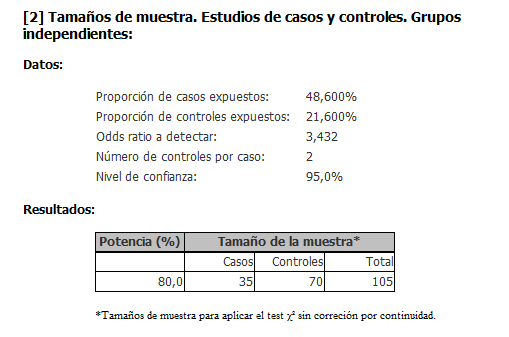 [2] Tamaños de muestra. Estudios de casos y controles. Grupos
independientes:
Datos:
Proporción de casos expuestos: 48,600%
Proporción de controles expuestos: 21,600%
Odds ratio a detectar: 3,432
Número de controles por caso: 2
Nivel de confianza: 95,0%
Resultados:
Potencia (%) Tamaño de la muestra*
Casos Controles Total
80,0 35 70 105
*Tamaños de muestra para aplicar el test χ² sin correción por continuidad.